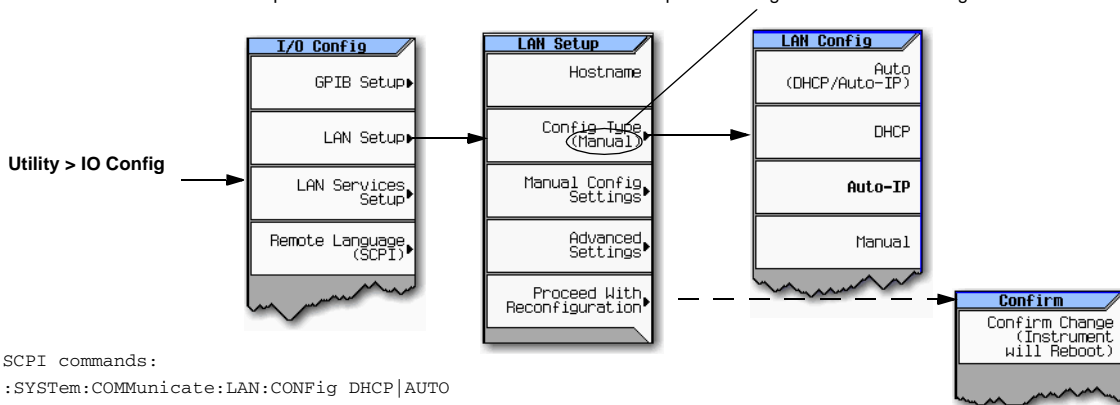 I/O Config
GPIB Setup
LAN Setup
LAN Services
Setup
Remote Language
(SCPI)
LAN Setup
Hostname
Config Type
(Manual)
Manual Config
Settings
Advanced
Settings
Proceed With
Reconfiguration
LAN Config
Auto
(DHCP/Auto-IP)
DHCP
Auto-IP
Manual
Utility > IO Config
Confirm
Confirm Change
(Instrument
will Reboot)
SCPI commands:
:SYSTem:COMMunicate:LAN:CONFig DHCP|AUTO